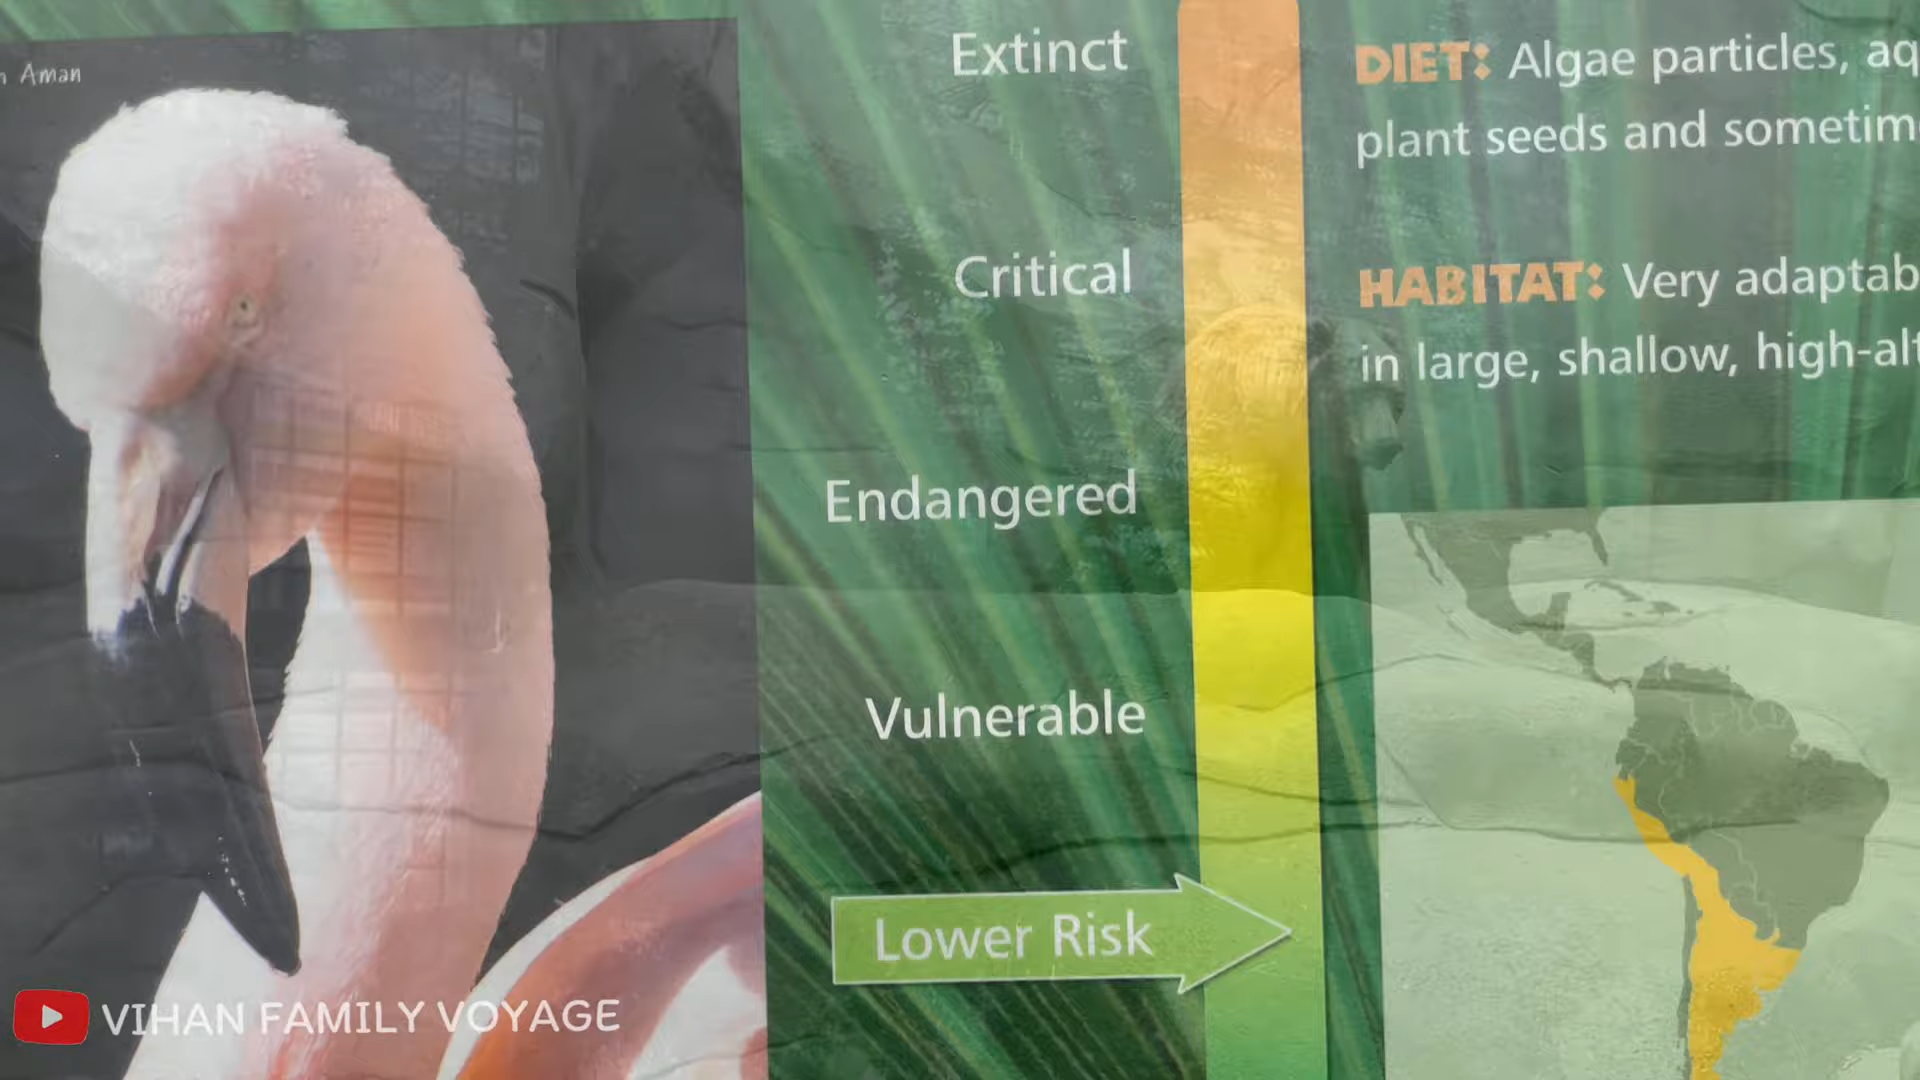 Aman
Extinct
Critical
Endangered
Vulnerable
Lower Risk
DIET: Algae particles,
plant seeds and
HABITAT: Very
in large, shallow,
VIHAN FAMILY VOYAGE